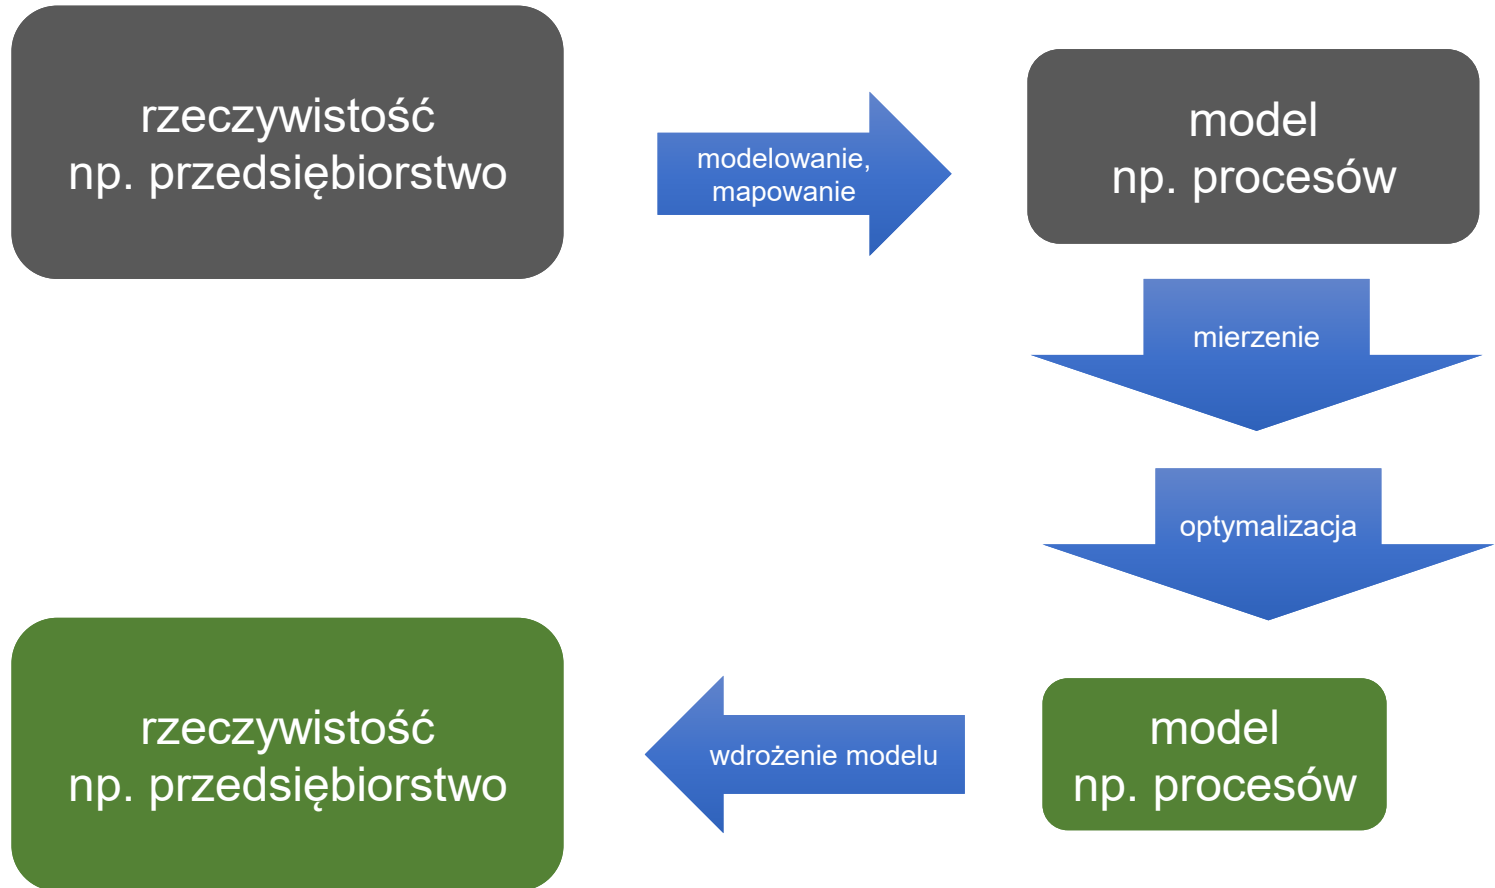 rzeczywistość
np. przedsiębiorstwo
modelowanie,
mapowanie
model
np. procesów
mierzenie
optymalizacja
model
np. procesów
wdrożenie modelu
rzeczywistość
np. przedsiębiorstwo